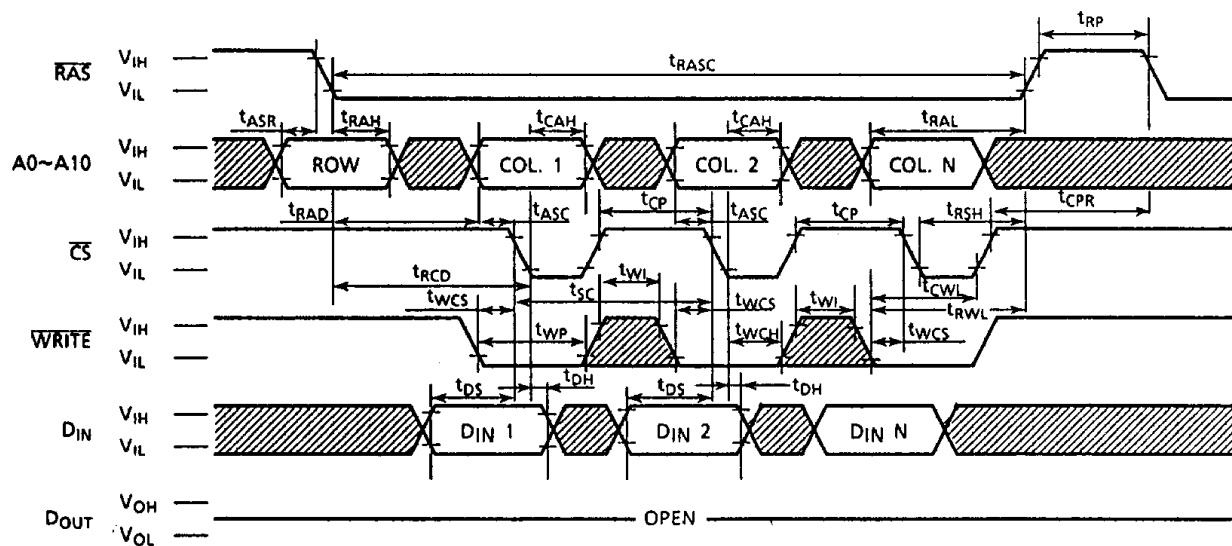 tRP
RAS VIH
VIL
tRASC
tASR tRAH tCAH tCAH tRAL
A0~A10 VIH
VIL
ROW COL. 1 COL. 2 COL. N
tRAD tASC tCP tASC tCP tRSH tCPR
CS VIH
VIL
tRCD tWI tCWL
tWCS tSC tWCS tWI tRWL
WRITE VIH
VIL
tWP tWCH tWCS
tDS tDH tDS tDH
DIN VIH
VIL
DIN 1 DIN 2 DIN N
DOUT VOH
VOL
OPEN